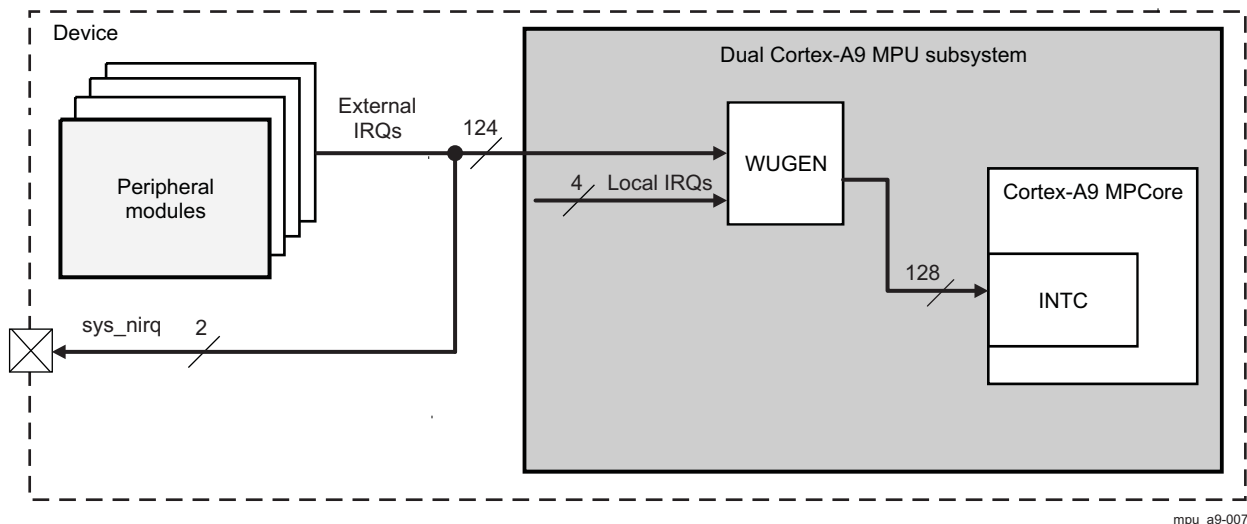 Device
Dual Cortex-A9 MPU subsystem
External
IRQs
124
WUGEN
4
Local IRQs
Peripheral
modules
Cortex-A9 MPCore
128
INTC
sys_nirq
2
mpu_a9-007